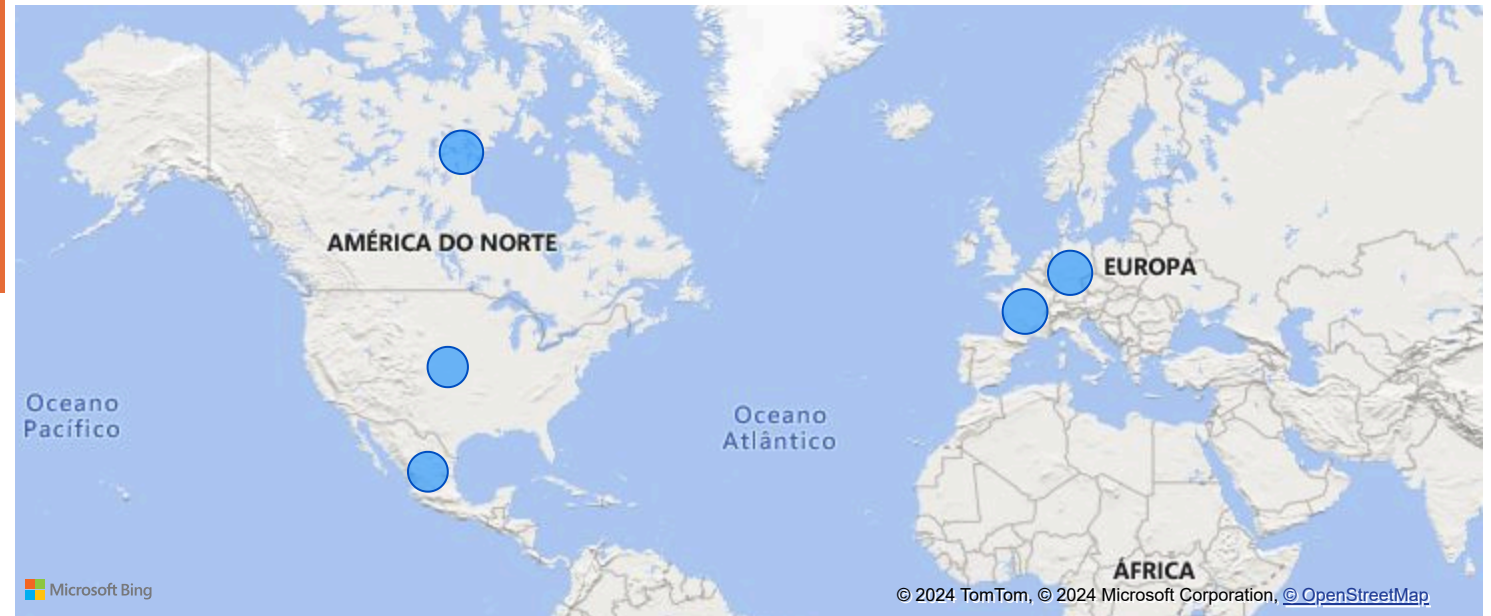 AMÉRICA DO NORTE
EUROPA
Oceano
Pacífico
Oceano
Atlântico
ÁFRICA
Microsoft Bing
© 2024 TomTom, © 2024 Microsoft Corporation, © OpenStreetMap